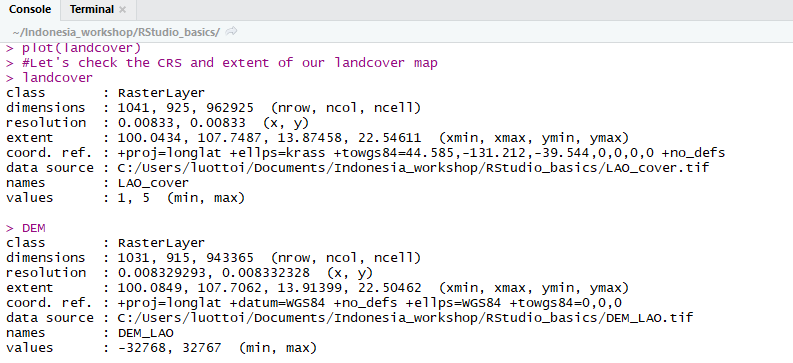 Console Terminal ×
~/Indonesia_workshop/RStudio_basics/
> plot(landcover)
> #Let's check the CRS and extent of our landcover map
> landcover
class : RasterLayer
dimensions : 1041, 925, 962925 (nrow, ncol, ncell)
resolution : 0.00833, 0.00833 (x, y)
extent : 100.0434, 107.7487, 13.87458, 22.54611 (xmin, xmax, ymin, ymax)
coord. ref. : +proj=longlat +ellps=krass +towgs84=44.585,-131.212,-39.544,0,0,0,0 +no_defs
data source : C:/Users/luottoi/Documents/Indonesia_workshop/RStudio_basics/LAO_cover.tif
names : LAO_cover
values : 1, 5 (min, max)
> DEM
class : RasterLayer
dimensions : 1031, 915, 943365 (nrow, ncol, ncell)
resolution : 0.008329293, 0.008332328 (x, y)
extent : 100.0849, 107.7062, 13.91399, 22.50462 (xmin, xmax, ymin, ymax)
coord. ref. : +proj=longlat +datum=WGS84 +no_defs +ellps=WGS84 +towgs84=0,0,0
data source : C:/Users/luottoi/Documents/Indonesia_workshop/RStudio_basics/DEM_LAO.tif
names : DEM_LAO
values : -32768, 32767 (min, max)